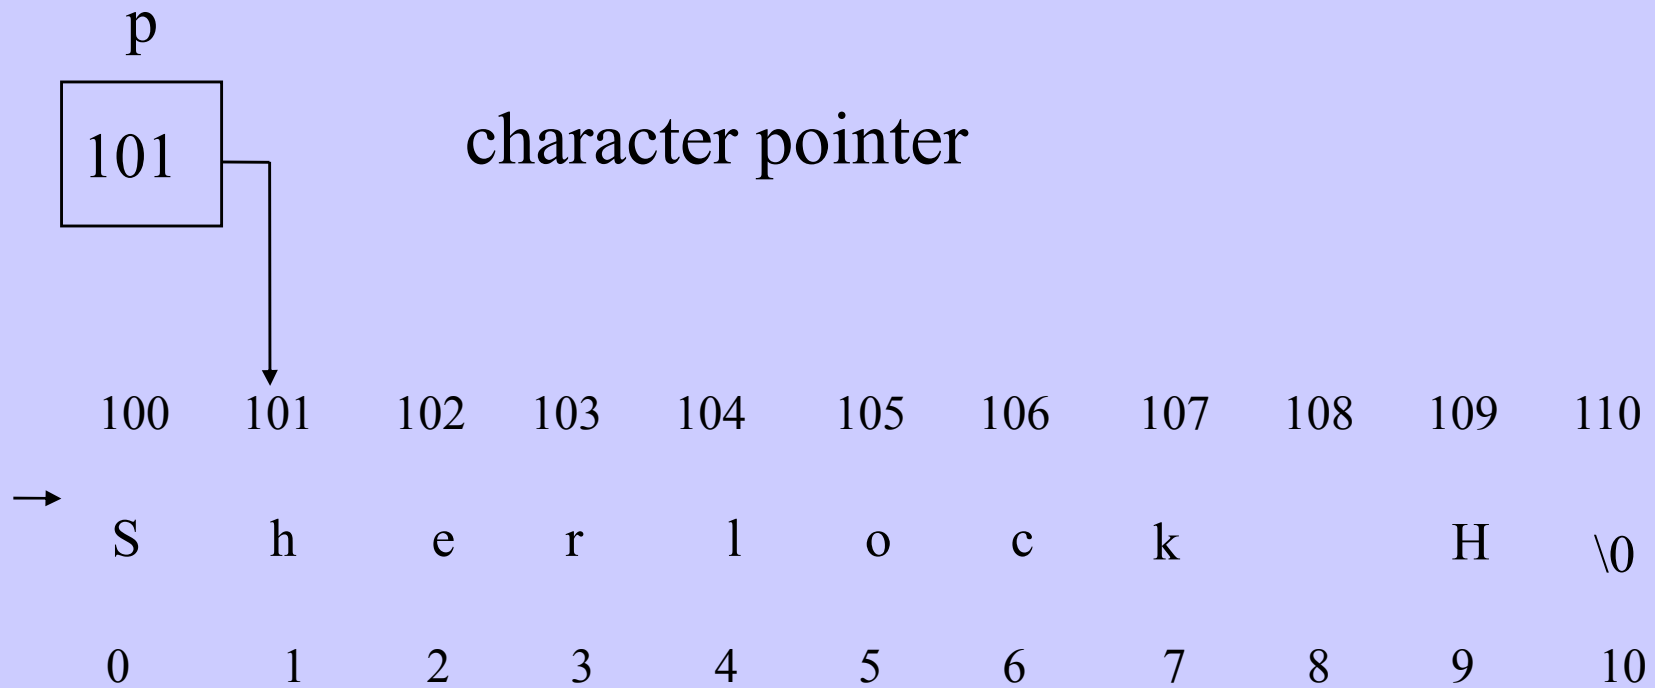 p
101 character pointer
100 101 102 103 104 105 106 107 108 109 110
S h e r l o c k H \0
0 1 2 3 4 5 6 7 8 9 10